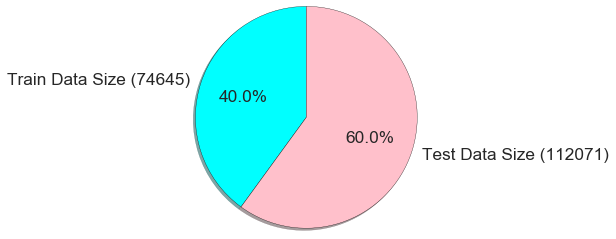 Train Data Size (74645)
40.0%
60.0%
Test Data Size (112071)